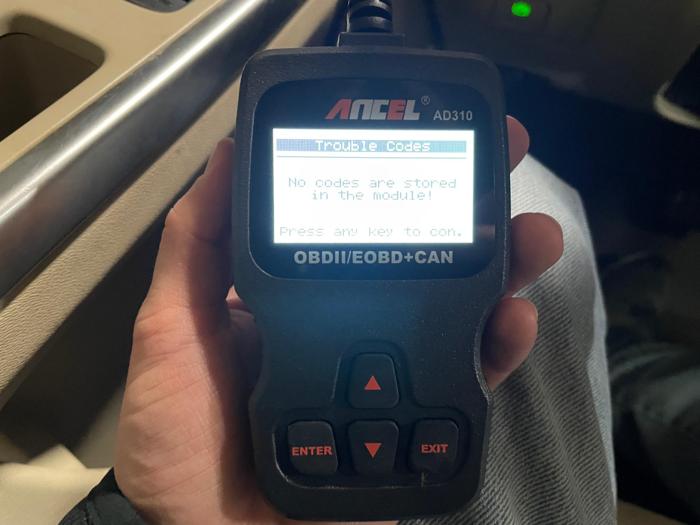 ANCEL®
AD310
Trouble Codes
No codes are stored
in the module!
Press any key to con.
OBDII/EOBD+CAN
ENTER
EXIT